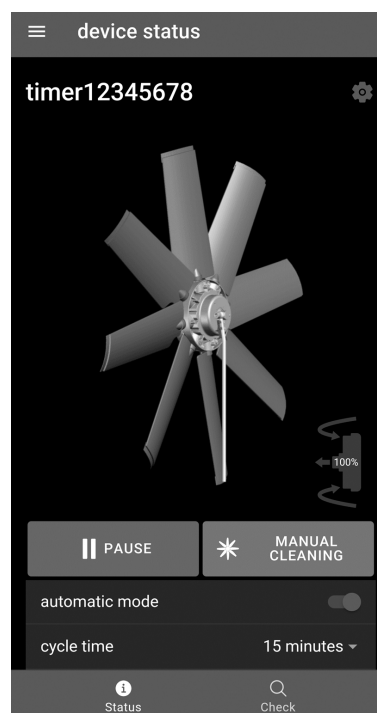 device status
timer12345678
100%
PAUSE
MANUAL
CLEANING
automatic mode
cycle time 15 minutes
Status Check